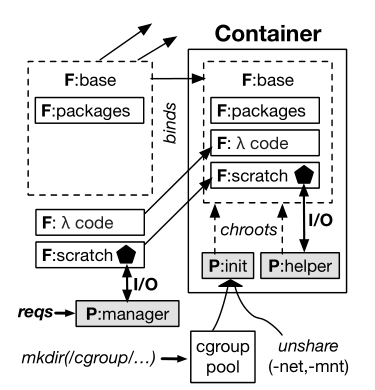 Container
F:base
F:packages
binds
F:base
F:packages
F: λ code
F:scratch
F: λ code
F:scratch
I/O
chroots
I/O
P:init
P:helper
reqs
P:manager
mkdir(/cgroup/...)
cgroup
pool
unshare
(-net,-mnt)